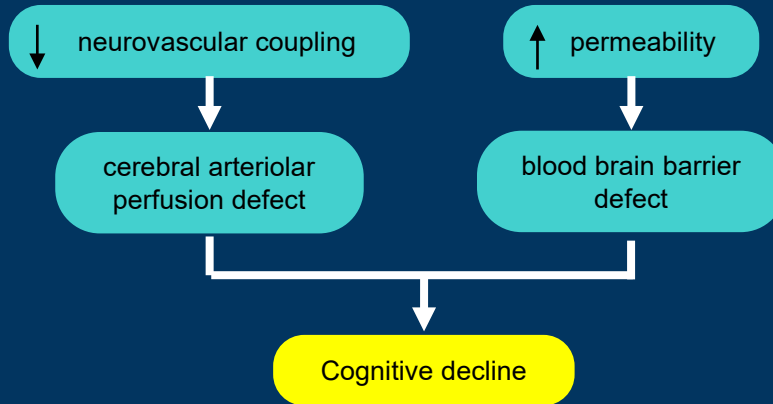 neurovascular coupling
permeability
cerebral arteriolar
perfusion defect
blood brain barrier
defect
Cognitive decline